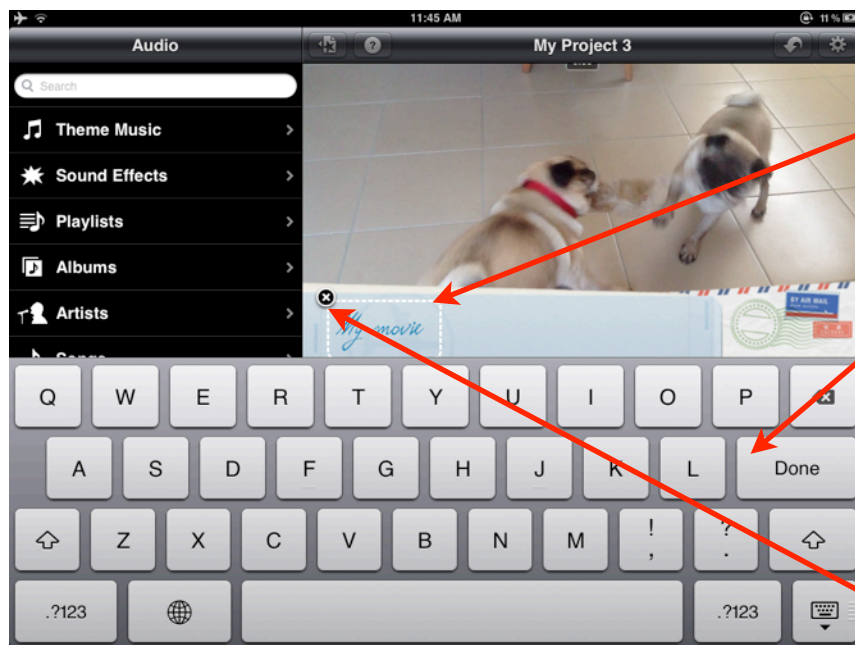 11:45 AM
11 %
Audio
My Project 3
Search
Theme Music
Sound Effects
Playlists
Albums
Artists
Songs
BY AIR MAIL
My movie
Q W E R T Y U I O P
A S D F G H J K L Done
Z X C V B N M ! , ? .
.?123 .?123